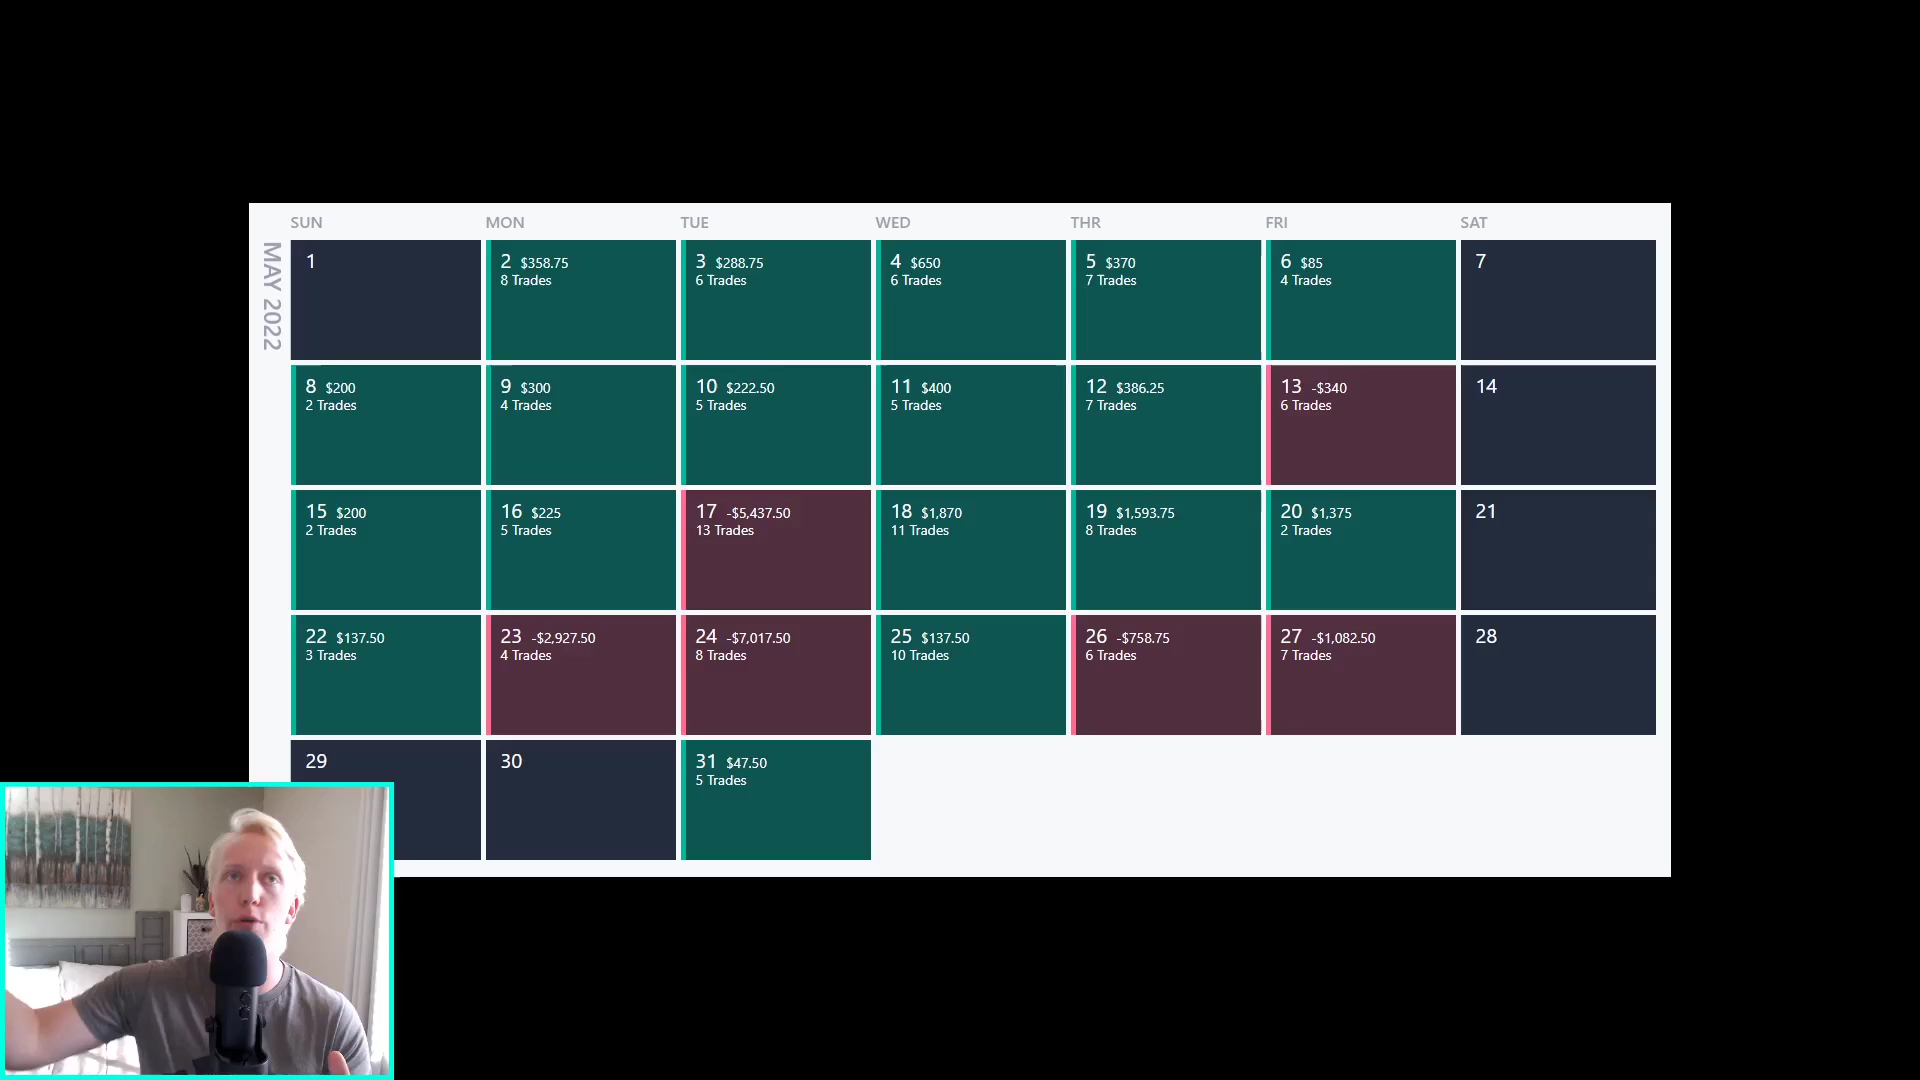 SUN MON TUE WED THR FRI SAT
MAY 2022
1
2 $358.75
8 Trades
3 $288.75
6 Trades
4 $650
6 Trades
5 $370
7 Trades
6 $85
4 Trades
7
8 $200
2 Trades
9 $300
4 Trades
10 $222.50
5 Trades
11 $400
5 Trades
12 $386.25
7 Trades
13 -$340
6 Trades
14
15 $200
2 Trades
16 $225
5 Trades
17 -$5,437.50
13 Trades
18 $1,870
11 Trades
19 $1,593.75
8 Trades
20 $1,375
2 Trades
21
22 $137.50
3 Trades
23 -$2,927.50
4 Trades
24 -$7,017.50
8 Trades
25 $137.50
10 Trades
26 -$758.75
6 Trades
27 -$1,082.50
7 Trades
28
29
30
31 $47.50
5 Trades